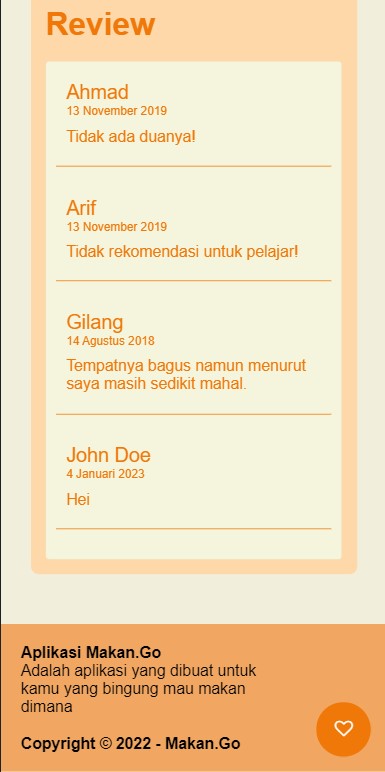 Review
Ahmad
13 November 2019
Tidak ada duanya!
Arif
13 November 2019
Tidak rekomendasi untuk pelajar!
Gilang
14 Agustus 2018
Tempatnya bagus namun menurut
saya masih sedikit mahal.
John Doe
4 Januari 2023
Hei
Aplikasi Makan.Go
Adalah aplikasi yang dibuat untuk
kamu yang bingung mau makan
dimana
Copyright © 2022 - Makan.Go